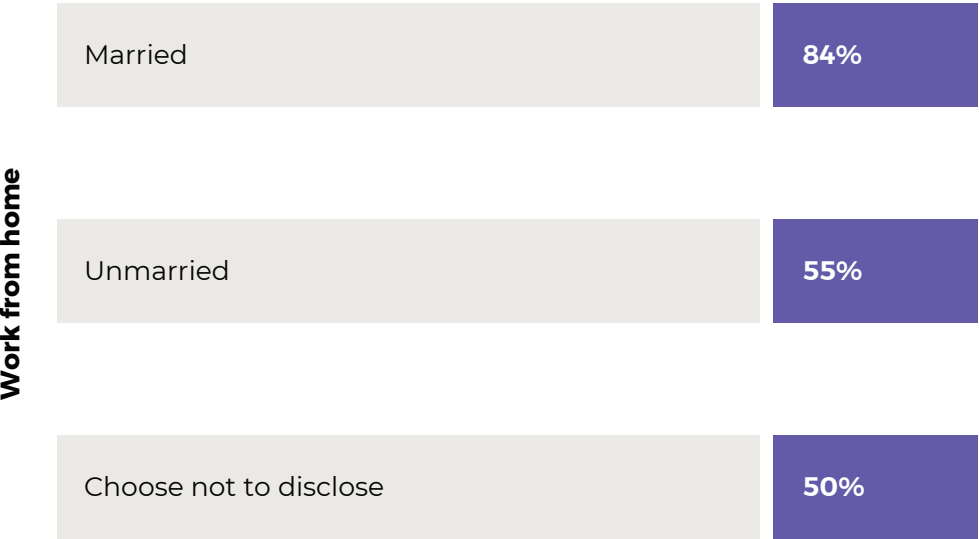 Work from home
Married
84%
Unmarried
55%
Choose not to disclose
50%